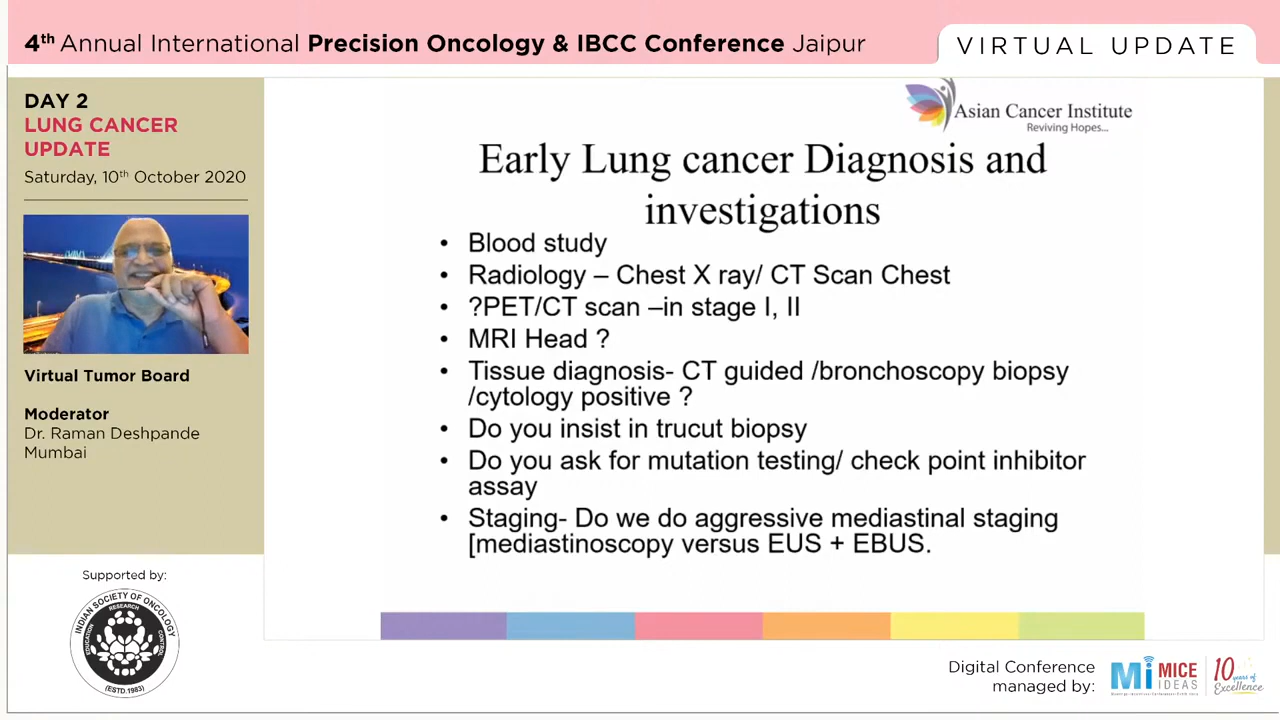 4th Annual International Precision Oncology & IBCC Conference Jaipur
VIRTUAL UPDATE
DAY 2
LUNG CANCER
UPDATE
Saturday, 10th October 2020
Virtual Tumor Board
Moderator
Dr. Raman Deshpande
Mumbai
Supported by:
INDIAN SOCIETY OF ONCOLOGY
EDUCATION
RESEARCH
CONTROL
(ESTD.1983)
Asian Cancer Institute
Reviving Hopes...
Early Lung cancer Diagnosis and
investigations
• Blood study
• Radiology – Chest X ray/ CT Scan Chest
• ?PET/CT scan –in stage I, II
• MRI Head ?
• Tissue diagnosis- CT guided /bronchoscopy biopsy
/cytology positive ?
• Do you insist in trucut biopsy
• Do you ask for mutation testing/ check point inhibitor
assay
• Staging- Do we do aggressive mediastinal staging
[mediastinoscopy versus EUS + EBUS.
Digital Conference
managed by:
Mi MICE
IDEAS
10 years of
Excellence